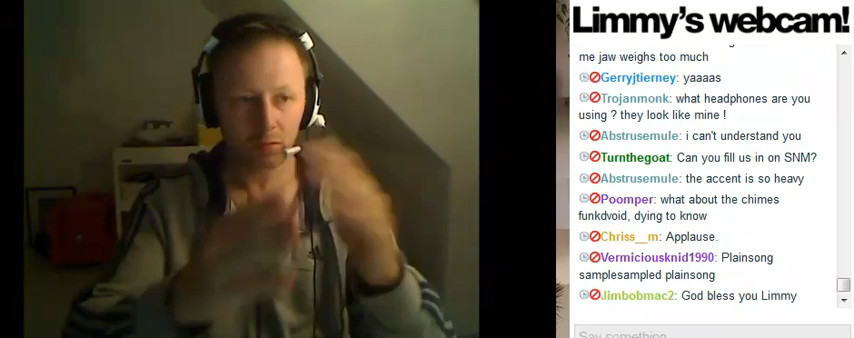 Limmy's webcam!
me jaw weighs too much
Gerryjtierney: yaaaas
Trojanmonk: what headphones are you
using ? they look like mine !
Abstrusemule: i can't understand you
Turnthegoat: Can you fill us in on SNM?
Abstrusemule: the accent is so heavy
Poomper: what about the chimes
funkdvoid, dying to know
Chriss__m: Applause.
Vermiciousknid1990: Plainsong
samplesampled plainsong
Jimbobmac2: God bless you Limmy
Say something